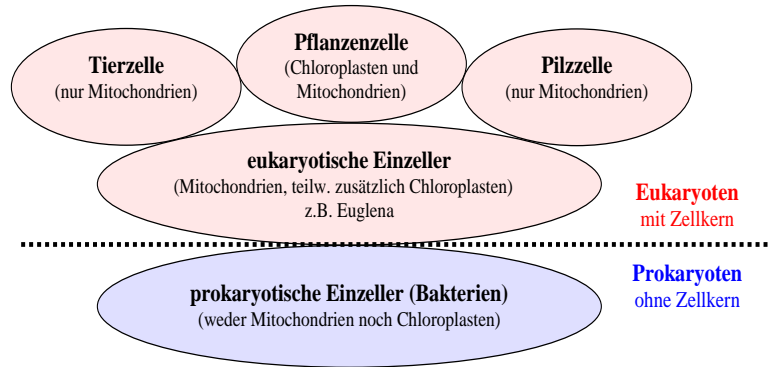 Tierzelle
(nur Mitochondrien)
Pflanzenzelle
(Chloroplasten und
Mitochondrien)
Pilzzelle
(nur Mitochondrien)
eukaryotische Einzeller
(Mitochondrien, teilw. zusätzlich Chloroplasten)
z.B. Euglena
Eukaryoten
mit Zellkern
Prokaryoten
ohne Zellkern
prokaryotische Einzeller (Bakterien)
(weder Mitochondrien noch Chloroplasten)